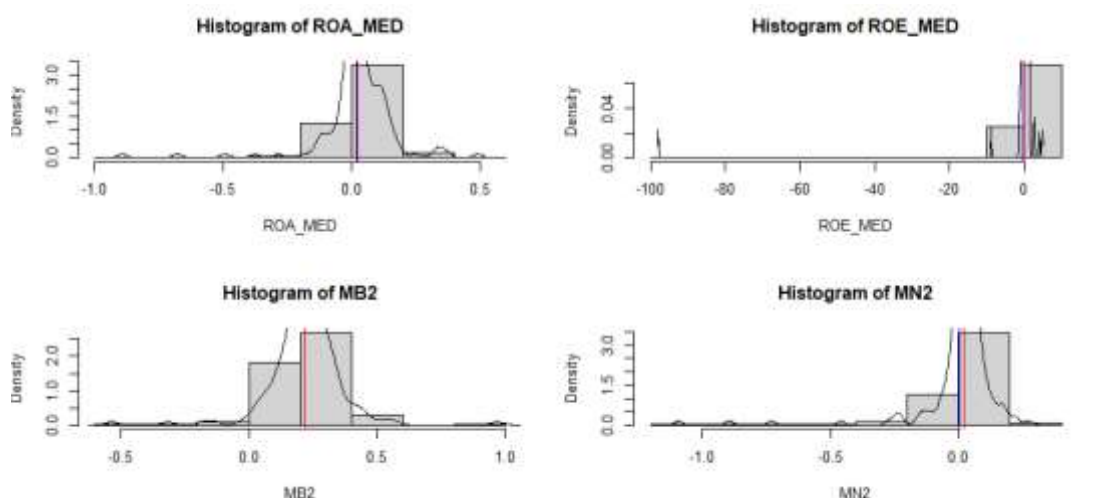 Histogram of ROA_MED
Density
0.0 1.5 3.0
-1.0 -0.5 0.0 0.5
ROA_MED
Histogram of ROE_MED
Density
0.00 0.04
-100 -80 -60 -40 -20 0
ROE_MED
Histogram of MB2
Density
0.0 1.0 2.0
-0.5 0.0 0.5 1.0
MB2
Histogram of MN2
Density
0.0 1.5 3.0
-1.0 -0.5 0.0
MN2